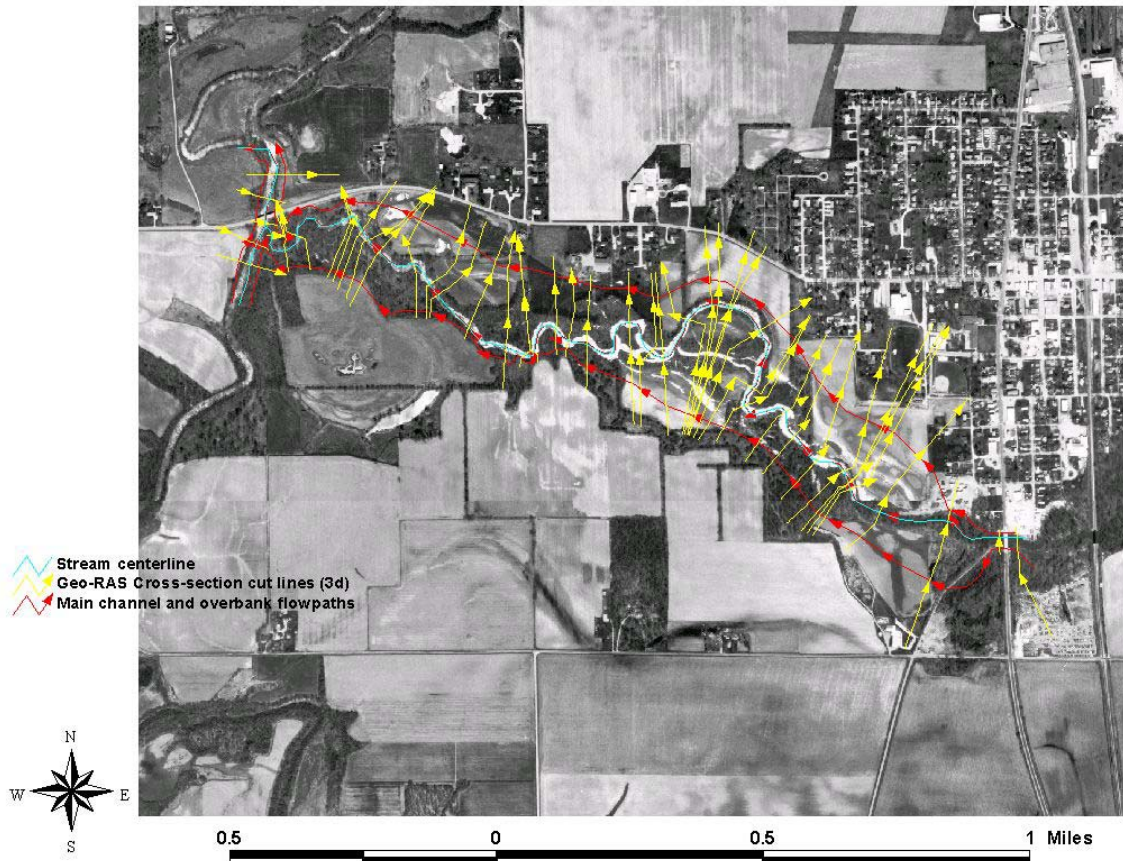 Stream centerline
Geo-RAS Cross-section cut lines (3d)
Main channel and overbank flowpaths
N
W E
S
0.5 0 0.5 1 Miles